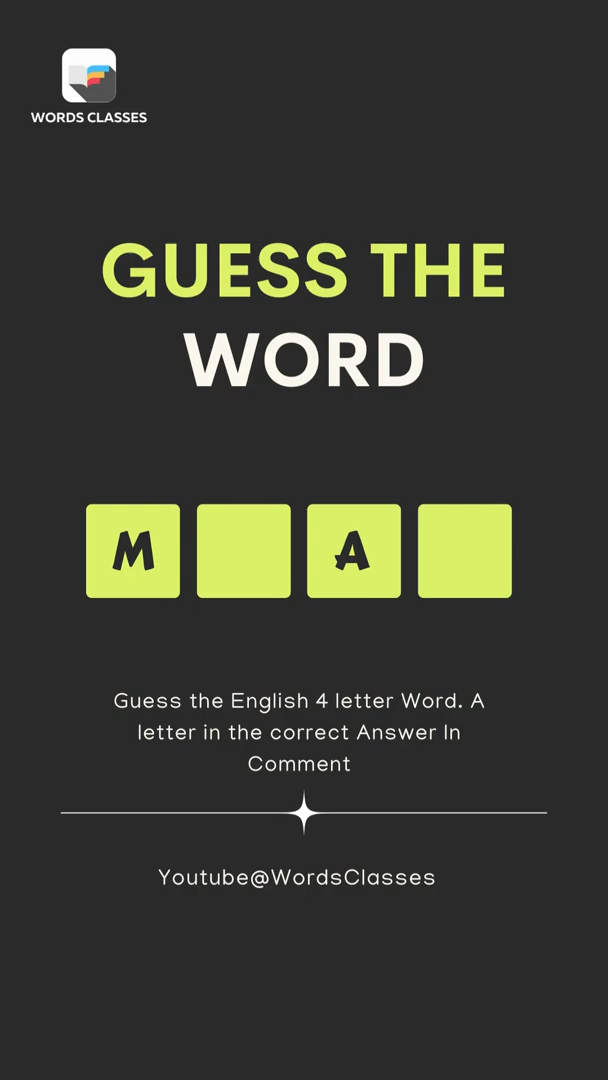 WORDS CLASSES
GUESS THE
WORD
M A
Guess the English 4 letter Word. A
letter in the correct Answer In
Comment
Youtube@WordsClasses